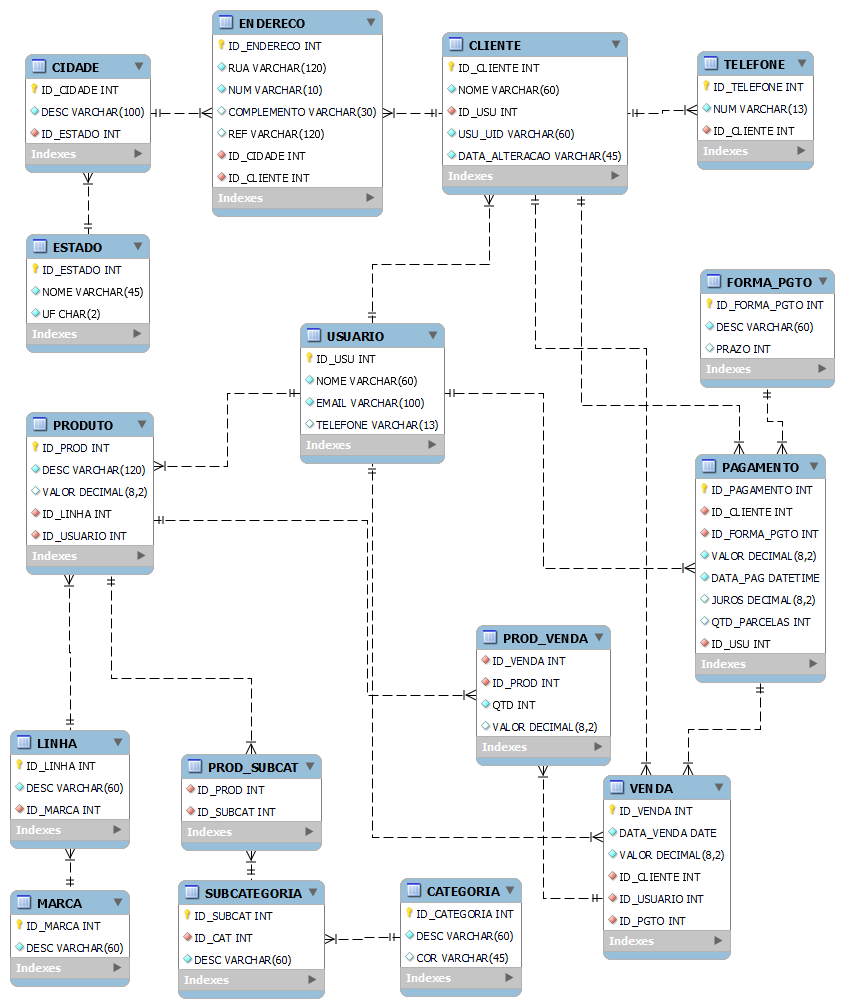 ENDERECO
ID_ENDERECO INT
RUA VARCHAR(120)
NUM VARCHAR(10)
COMPLEMENTO VARCHAR(30)
REF VARCHAR(120)
ID_CIDADE INT
ID_CLIENTE INT
Indexes
CLIENTE
ID_CLIENTE INT
NOME VARCHAR(60)
ID_USU INT
USU_UID VARCHAR(60)
DATA_ALTERACAO VARCHAR(45)
Indexes
CIDADE
ID_CIDADE INT
DESC VARCHAR(100)
ID_ESTADO INT
Indexes
TELEFONE
ID_TELEFONE INT
NUM VARCHAR(13)
ID_CLIENTE INT
Indexes
ESTADO
ID_ESTADO INT
NOME VARCHAR(45)
UF CHAR(2)
Indexes
FORMA_PGTO
ID_FORMA_PGTO INT
DESC VARCHAR(60)
PRAZO INT
Indexes
USUARIO
ID_USU INT
NOME VARCHAR(60)
EMAIL VARCHAR(100)
TELEFONE VARCHAR(13)
Indexes
PRODUTO
ID_PROD INT
DESC VARCHAR(120)
VALOR DECIMAL(8,2)
ID_LINHA INT
ID_USUARIO INT
Indexes
PAGAMENTO
ID_PAGAMENTO INT
ID_CLIENTE INT
ID_FORMA_PGTO INT
VALOR DECIMAL(8,2)
DATA_PAG DATETIME
JUROS DECIMAL(8,2)
QTD_PARCELAS INT
ID_USU INT
Indexes
PROD_VENDA
ID_VENDA INT
ID_PROD INT
QTD INT
VALOR DECIMAL(8,2)
Indexes
LINHA
ID_LINHA INT
DESC VARCHAR(60)
ID_MARCA INT
Indexes
PROD_SUBCAT
ID_PROD INT
ID_SUBCAT INT
Indexes
VENDA
ID_VENDA INT
DATA_VENDA DATE
VALOR DECIMAL(8,2)
ID_CLIENTE INT
ID_USUARIO INT
ID_PGTO INT
Indexes
MARCA
ID_MARCA INT
DESC VARCHAR(60)
Indexes
SUBCATEGORIA
ID_SUBCAT INT
ID_CAT INT
DESC VARCHAR(60)
Indexes
CATEGORIA
ID_CATEGORIA INT
DESC VARCHAR(60)
COR VARCHAR(45)
Indexes